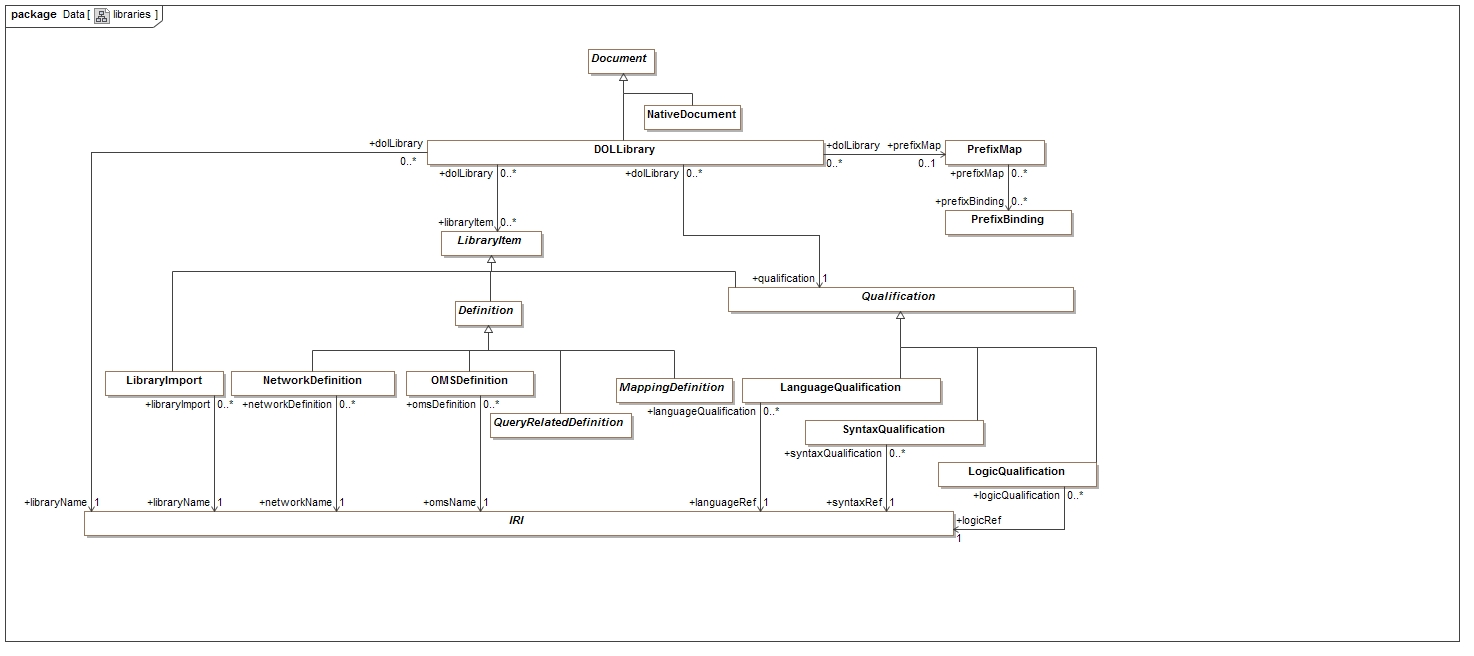 package Data [ libraries ]
Document
NativeDocument
+dolLibrary
0..*
DOLLibrary
+dolLibrary
0..*
+prefixMap
0..1
PrefixMap
+dolLibrary 0..*
+dolLibrary 0..*
+prefixMap 0..*
+prefixBinding 0..*
PrefixBinding
+libraryItem 0..*
LibraryItem
+qualification 1
Qualification
Definition
LibraryImport
NetworkDefinition
OMSDefinition
MappingDefinition
LanguageQualification
+libraryImport 0..*
+networkDefinition 0..*
+omsDefinition 0..*
+languageQualification 0..*
QueryRelatedDefinition
SyntaxQualification
+syntaxQualification 0..*
LogicQualification
+logicQualification 0..*
+libraryName 1
+libraryName 1
+networkName 1
+omsName 1
+languageRef 1
+syntaxRef 1
IRI
+logicRef
1